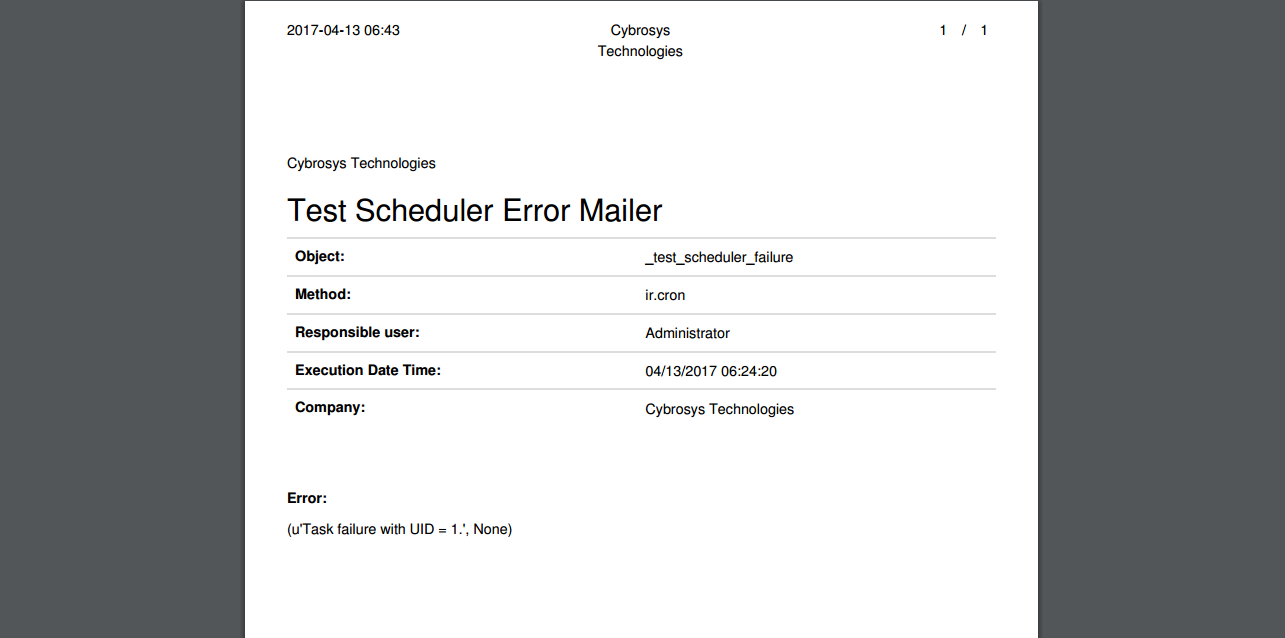 2017-04-13 06:43
Cybrosys
Technologies
1 / 1
Cybrosys Technologies
Test Scheduler Error Mailer
Object: _test_scheduler_failure
Method: ir.cron
Responsible user: Administrator
Execution Date Time: 04/13/2017 06:24:20
Company: Cybrosys Technologies
Error:
(u'Task failure with UID = 1.', None)